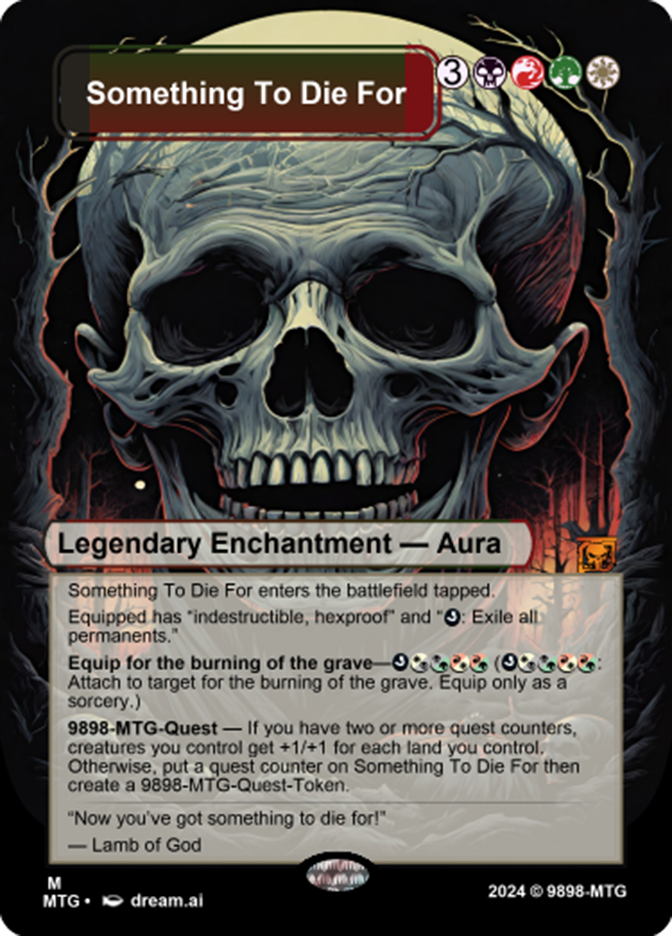 Something To Die For
3
Legendary Enchantment — Aura
Something To Die For enters the battlefield tapped.
Equipped has “indestructible, hexproof” and “: Exile all
permanents.”
Equip for the burning of the grave— (:
Attach to target for the burning of the grave. Equip only as a
sorcery.)
9898-MTG-Quest — If you have two or more quest counters,
creatures you control get +1/+1 for each land you control.
Otherwise, put a quest counter on Something To Die For then
create a 9898-MTG-Quest-Token.
“Now you’ve got something to die for!”
— Lamb of God
M
MTG • dream.ai
2024 © 9898-MTG